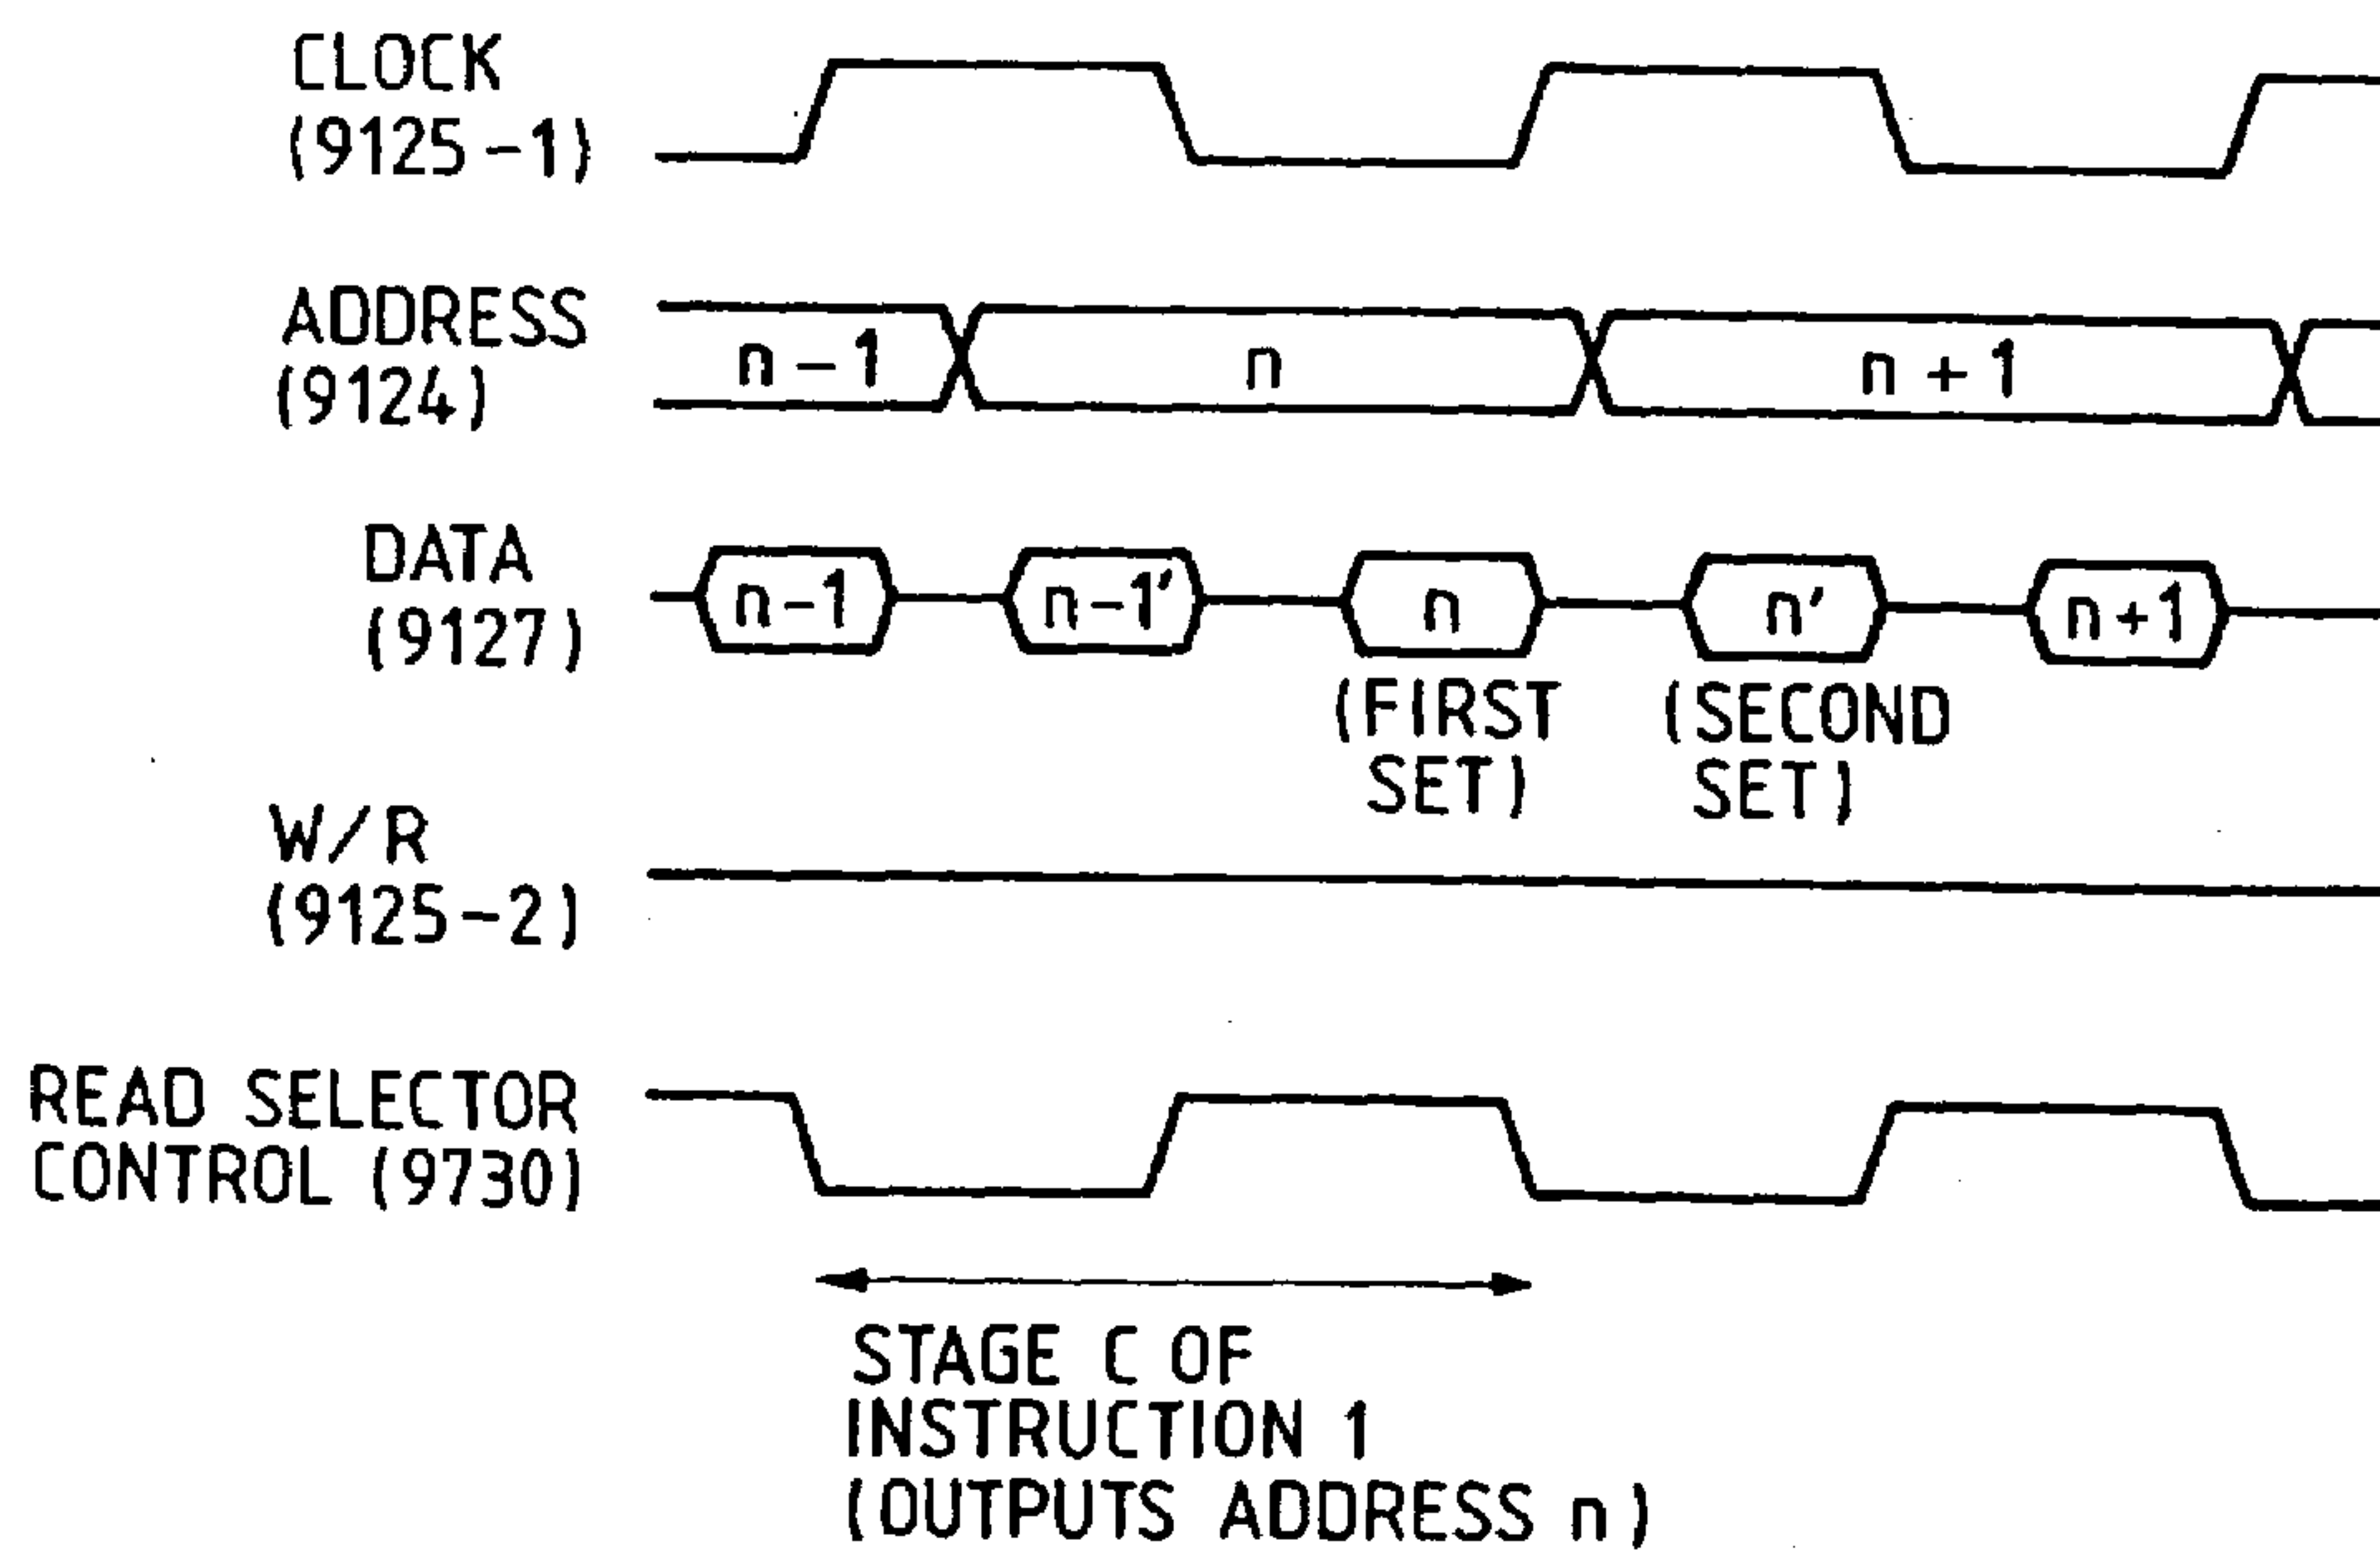 CLOCK
(9125-1)
ADDRESS
(9124)
n-1 n n+1
DATA
(9127)
n-1 n-1' n n' n+1
(FIRST
SET)
(SECOND
SET)
W/R
(9125-2)
READ SELECTOR
CONTROL (9730)
STAGE C OF
INSTRUCTION 1
(OUTPUTS ADDRESS n)